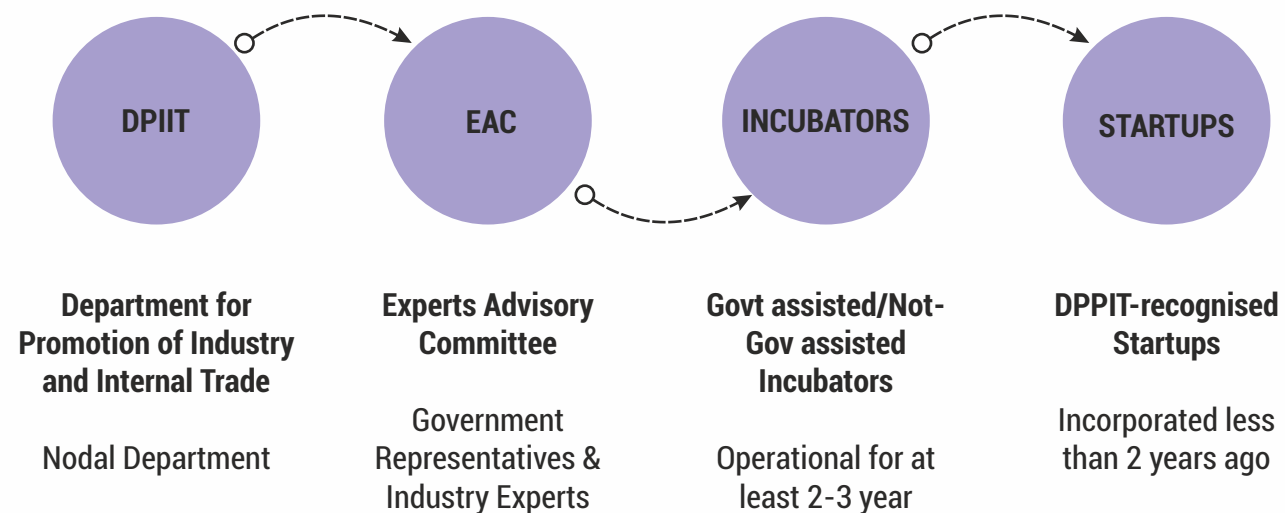 DPIIT
EAC
INCUBATORS
STARTUPS
Department for
Promotion of Industry
and Internal Trade
Nodal Department
Experts Advisory
Committee
Government
Representatives &
Industry Experts
Govt assisted/Not-
Gov assisted
Incubators
Operational for at
least 2-3 year
DPPIT-recognised
Startups
Incorporated less
than 2 years ago